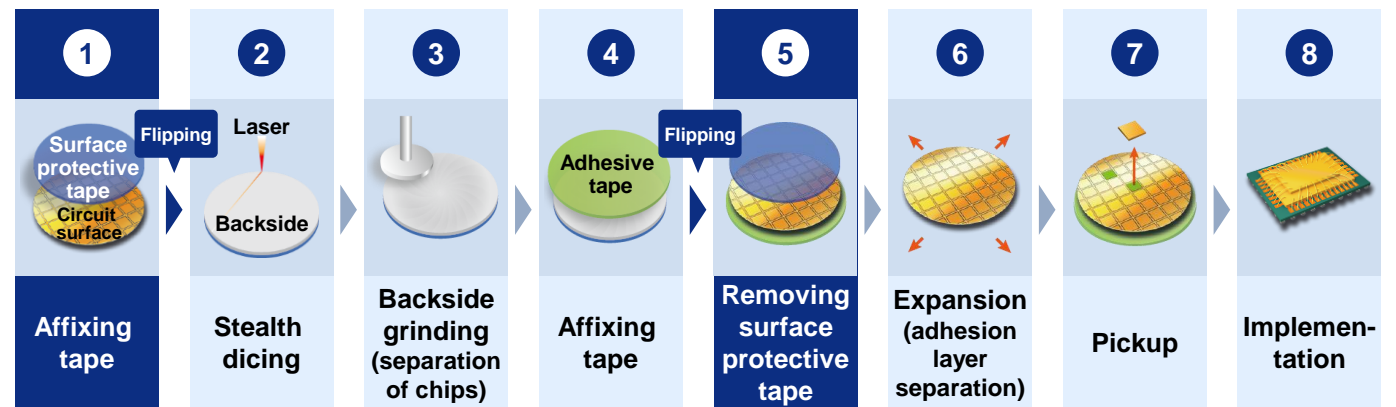 1
2
3
4
5
6
7
8
Surface
protective
tape
Circuit
surface
Flipping
Laser
Backside
Adhesive
tape
Flipping
Affixing
tape
Stealth
dicing
Backside
grinding
(separation
of chips)
Affixing
tape
Removing
surface
protective
tape
Expansion
(adhesion
layer
separation)
Pickup
Implemen-
tation